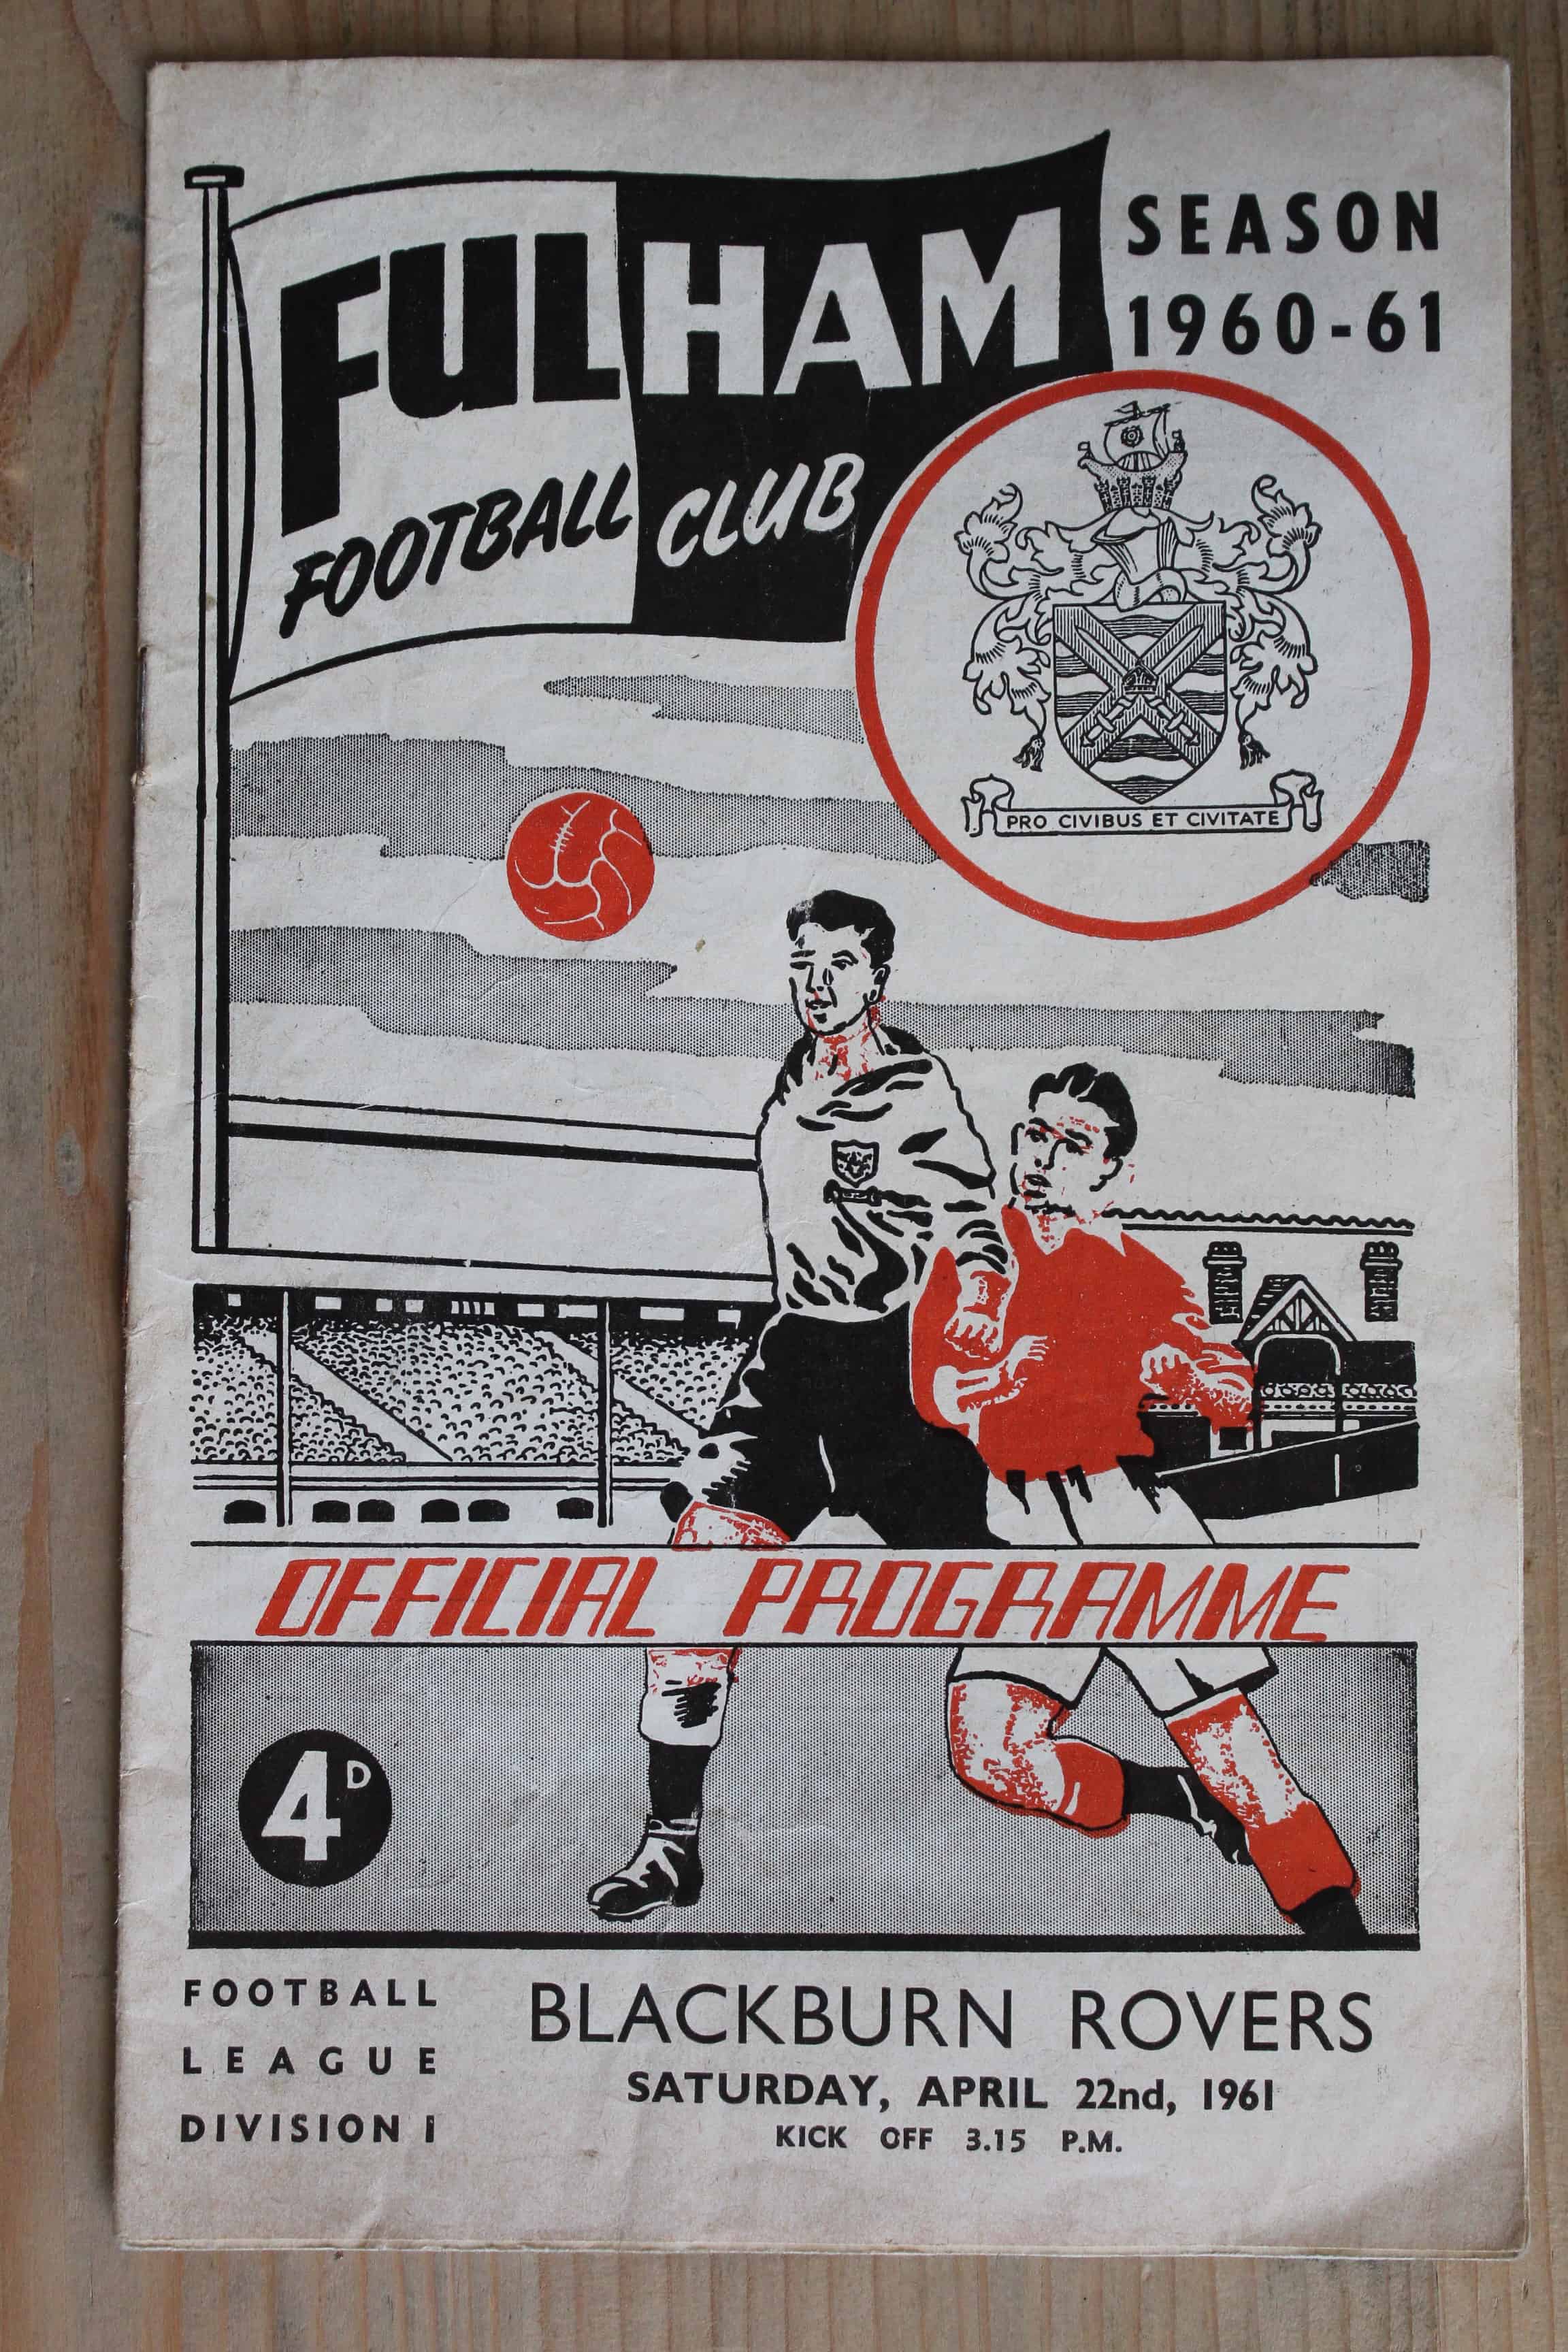 FULHAM
FOOTBALL CLUB
SEASON
1960-61
PRO CIVIBUS ET CIVITATE
OFFICIAL PROGRAMME
4D
FOOTBALL
LEAGUE
DIVISION I
BLACKBURN ROVERS
SATURDAY, APRIL 22nd, 1961
KICK OFF 3.15 P.M.